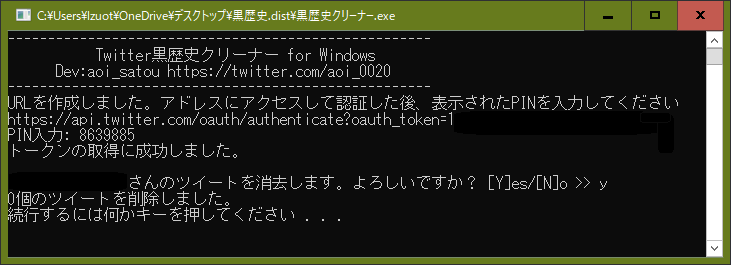 C:¥Users¥Izuot¥OneDrive¥デスクトップ¥黒歴史.dist¥黒歴史クリーナー.exe
-----------------------------------------------------
Twitter黒歴史クリーナー for Windows
Dev:aoi_satou https://twitter.com/aoi_0020
-----------------------------------------------------
URLを作成しました。アドレスにアクセスして認証した後、表示されたPINを入力してください
https://api.twitter.com/oauth/authenticate?oauth_token=1
PIN入力: 8639885
トークンの取得に成功しました。
さんのツイートを消去します。よろしいですか？ [Y]es/[N]o >> y
0個のツイートを削除しました。
続行するには何かキーを押してください . . .